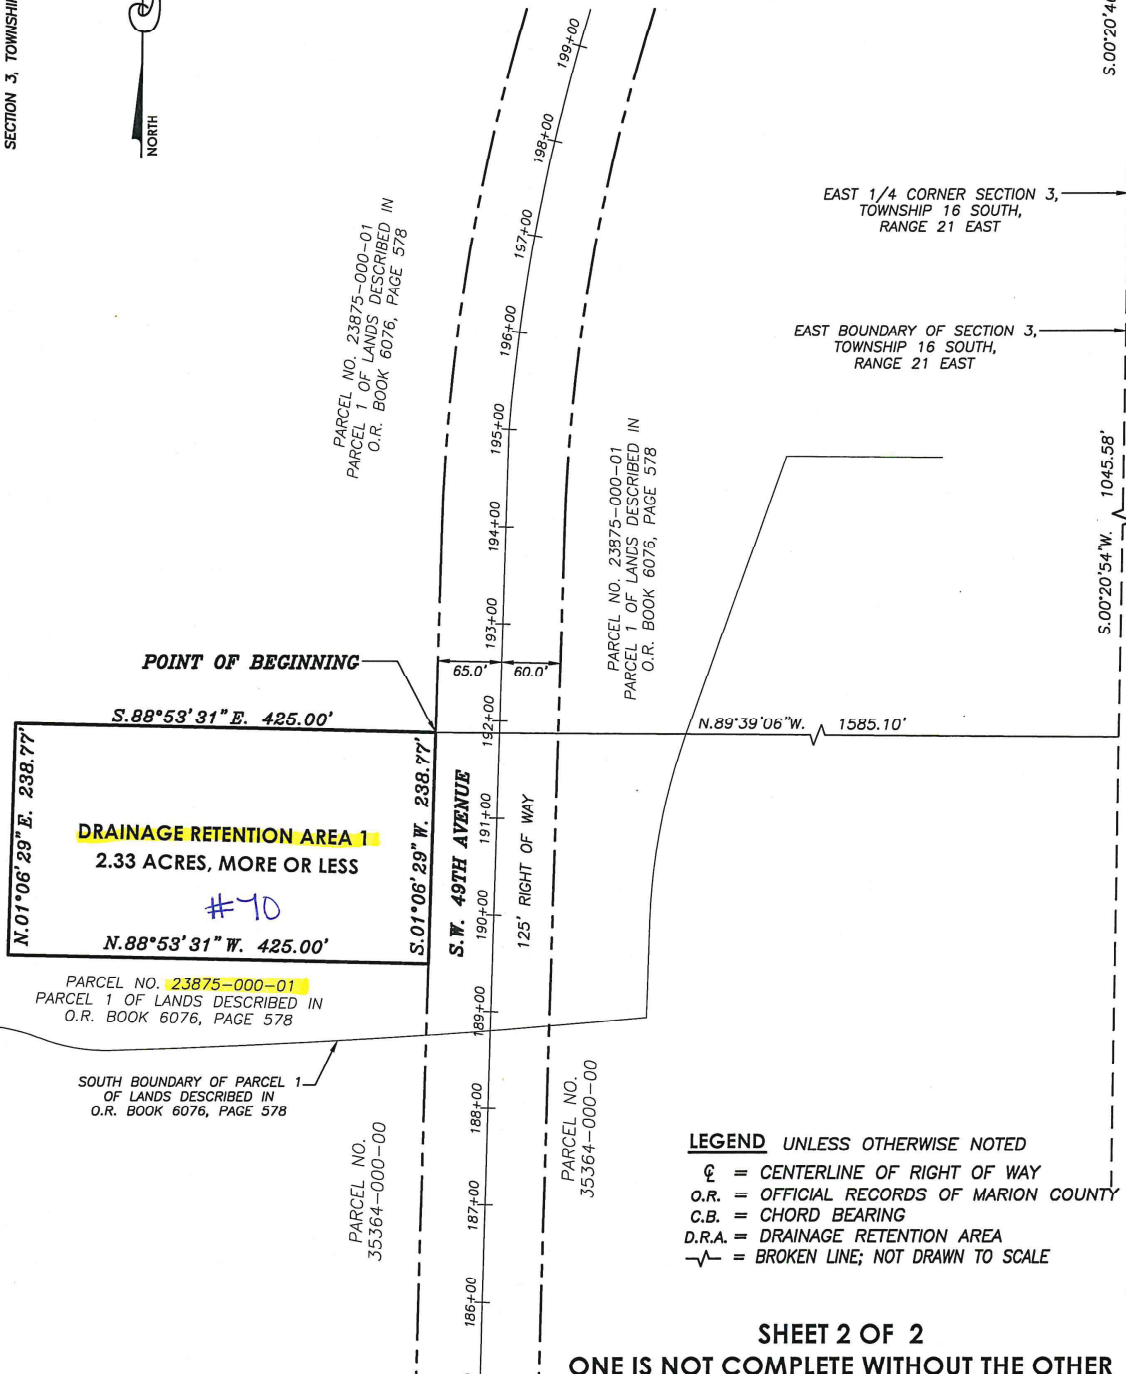 SECTION 3, TOWNSHI
NORTH
S.00°20'4
199+00
198+00
197+00
196+00
195+00
194+00
193+00
192+00
191+00
190+00
189+00
188+00
187+00
186+00
EAST 1/4 CORNER SECTION 3,
TOWNSHIP 16 SOUTH,
RANGE 21 EAST
EAST BOUNDARY OF SECTION 3,
TOWNSHIP 16 SOUTH,
RANGE 21 EAST
PARCEL NO. 23875-000-01
PARCEL 1 OF LANDS DESCRIBED IN
O.R. BOOK 6076, PAGE 578
PARCEL NO. 23875-000-01
PARCEL 1 OF LANDS DESCRIBED IN
O.R. BOOK 6076, PAGE 578
S.00°20'54"W. 1045.58'
POINT OF BEGINNING
65.0'
60.0'
S.88°53'31"E. 425.00'
N.89°39'06"W. 1585.10'
N.01°06'29"E. 238.77'
S.01°06'29"W. 238.77'
DRAINAGE RETENTION AREA 1
2.33 ACRES, MORE OR LESS
#70
N.88°53'31"W. 425.00'
S.W. 49TH AVENUE
125' RIGHT OF WAY
PARCEL NO. 23875-000-01
PARCEL 1 OF LANDS DESCRIBED IN
O.R. BOOK 6076, PAGE 578
SOUTH BOUNDARY OF PARCEL 1
OF LANDS DESCRIBED IN
O.R. BOOK 6076, PAGE 578
PARCEL NO.
35364-000-00
PARCEL NO.
35364-000-00
LEGEND UNLESS OTHERWISE NOTED
℄ = CENTERLINE OF RIGHT OF WAY
O.R. = OFFICIAL RECORDS OF MARION COUNTY
C.B. = CHORD BEARING
D.R.A. = DRAINAGE RETENTION AREA
= BROKEN LINE; NOT DRAWN TO SCALE
SHEET 2 OF 2
ONE IS NOT COMPLETE WITHOUT THE OTHER